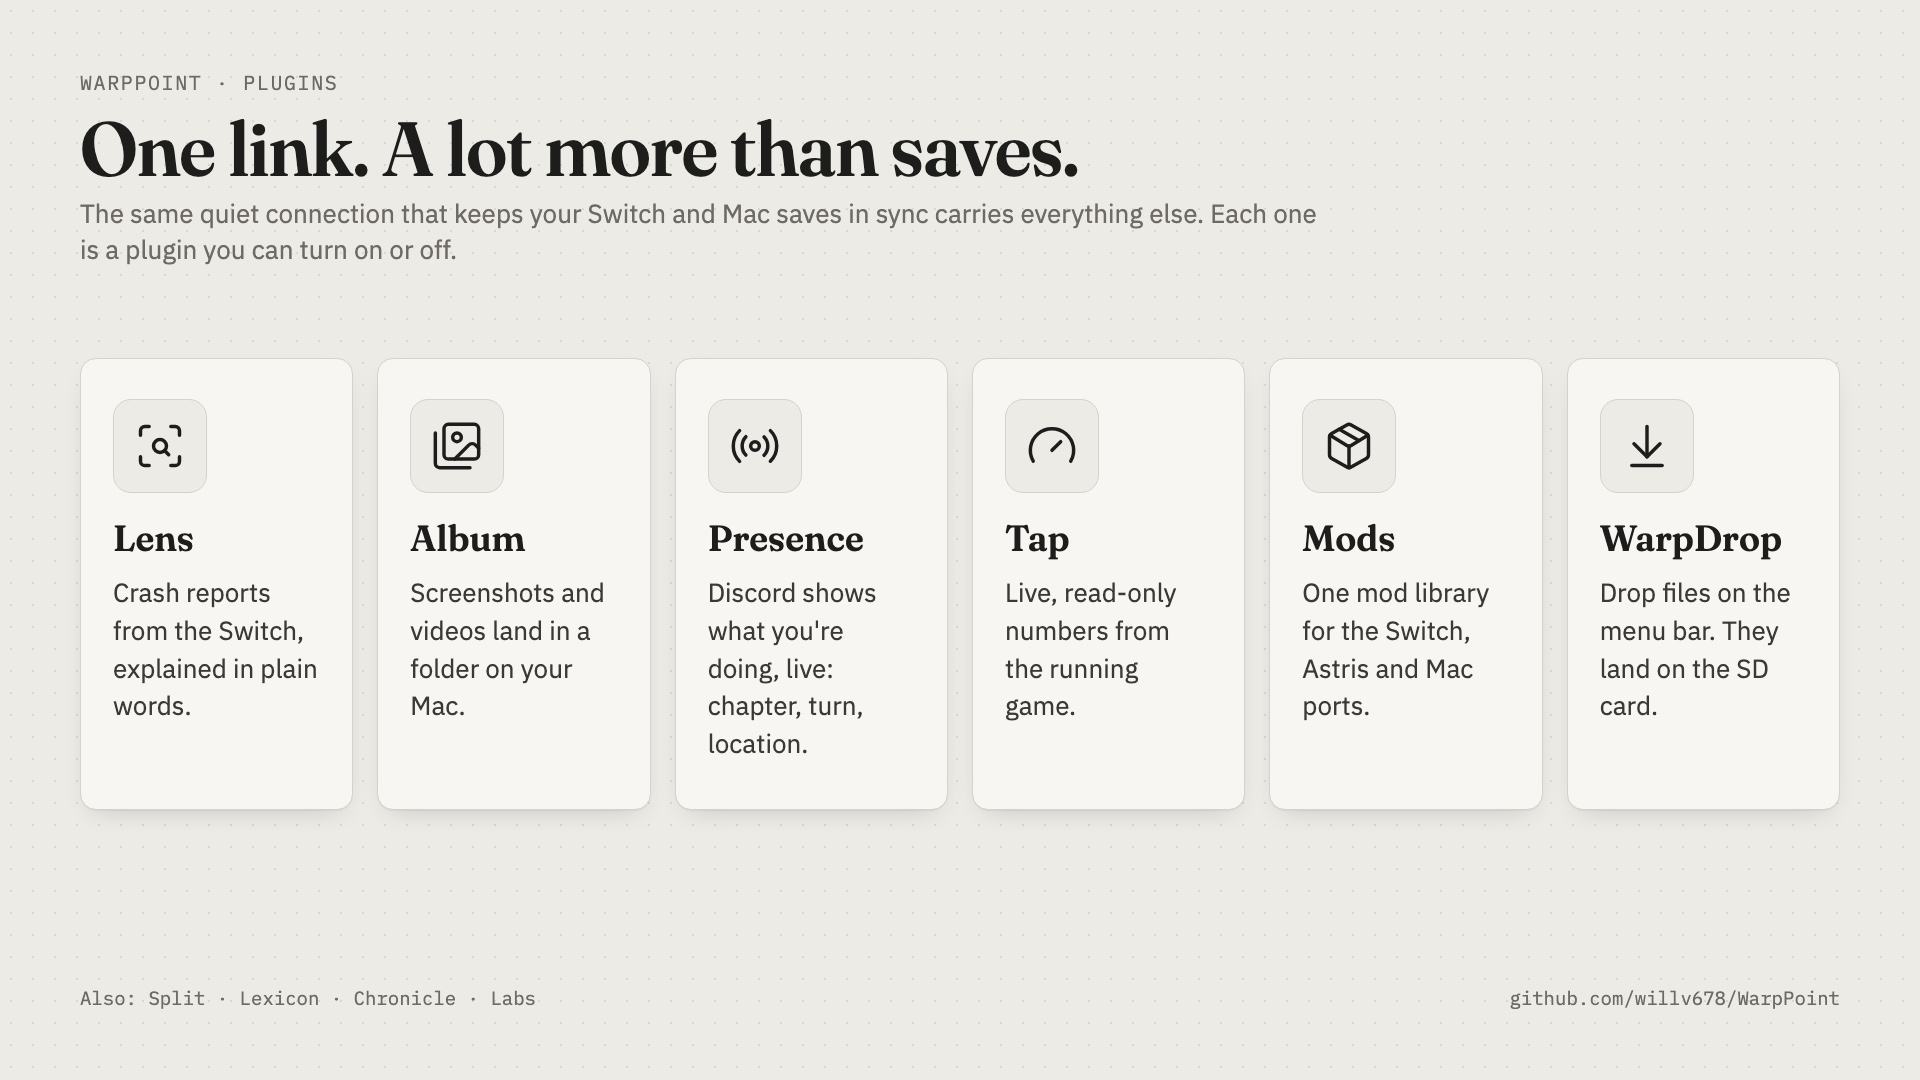 WARPPOINT · PLUGINS
One link. A lot more than saves.
The same quiet connection that keeps your Switch and Mac saves in sync carries everything else. Each one
is a plugin you can turn on or off.
Lens
Crash reports
from the Switch,
explained in plain
words.
Album
Screenshots and
videos land in a
folder on your
Mac.
Presence
Discord shows
what you're
doing, live:
chapter, turn,
location.
Tap
Live, read-only
numbers from
the running
game.
Mods
One mod library
for the Switch,
Astris and Mac
ports.
WarpDrop
Drop files on the
menu bar. They
land on the SD
card.
Also: Split · Lexicon · Chronicle · Labs
github.com/willv678/WarpPoint